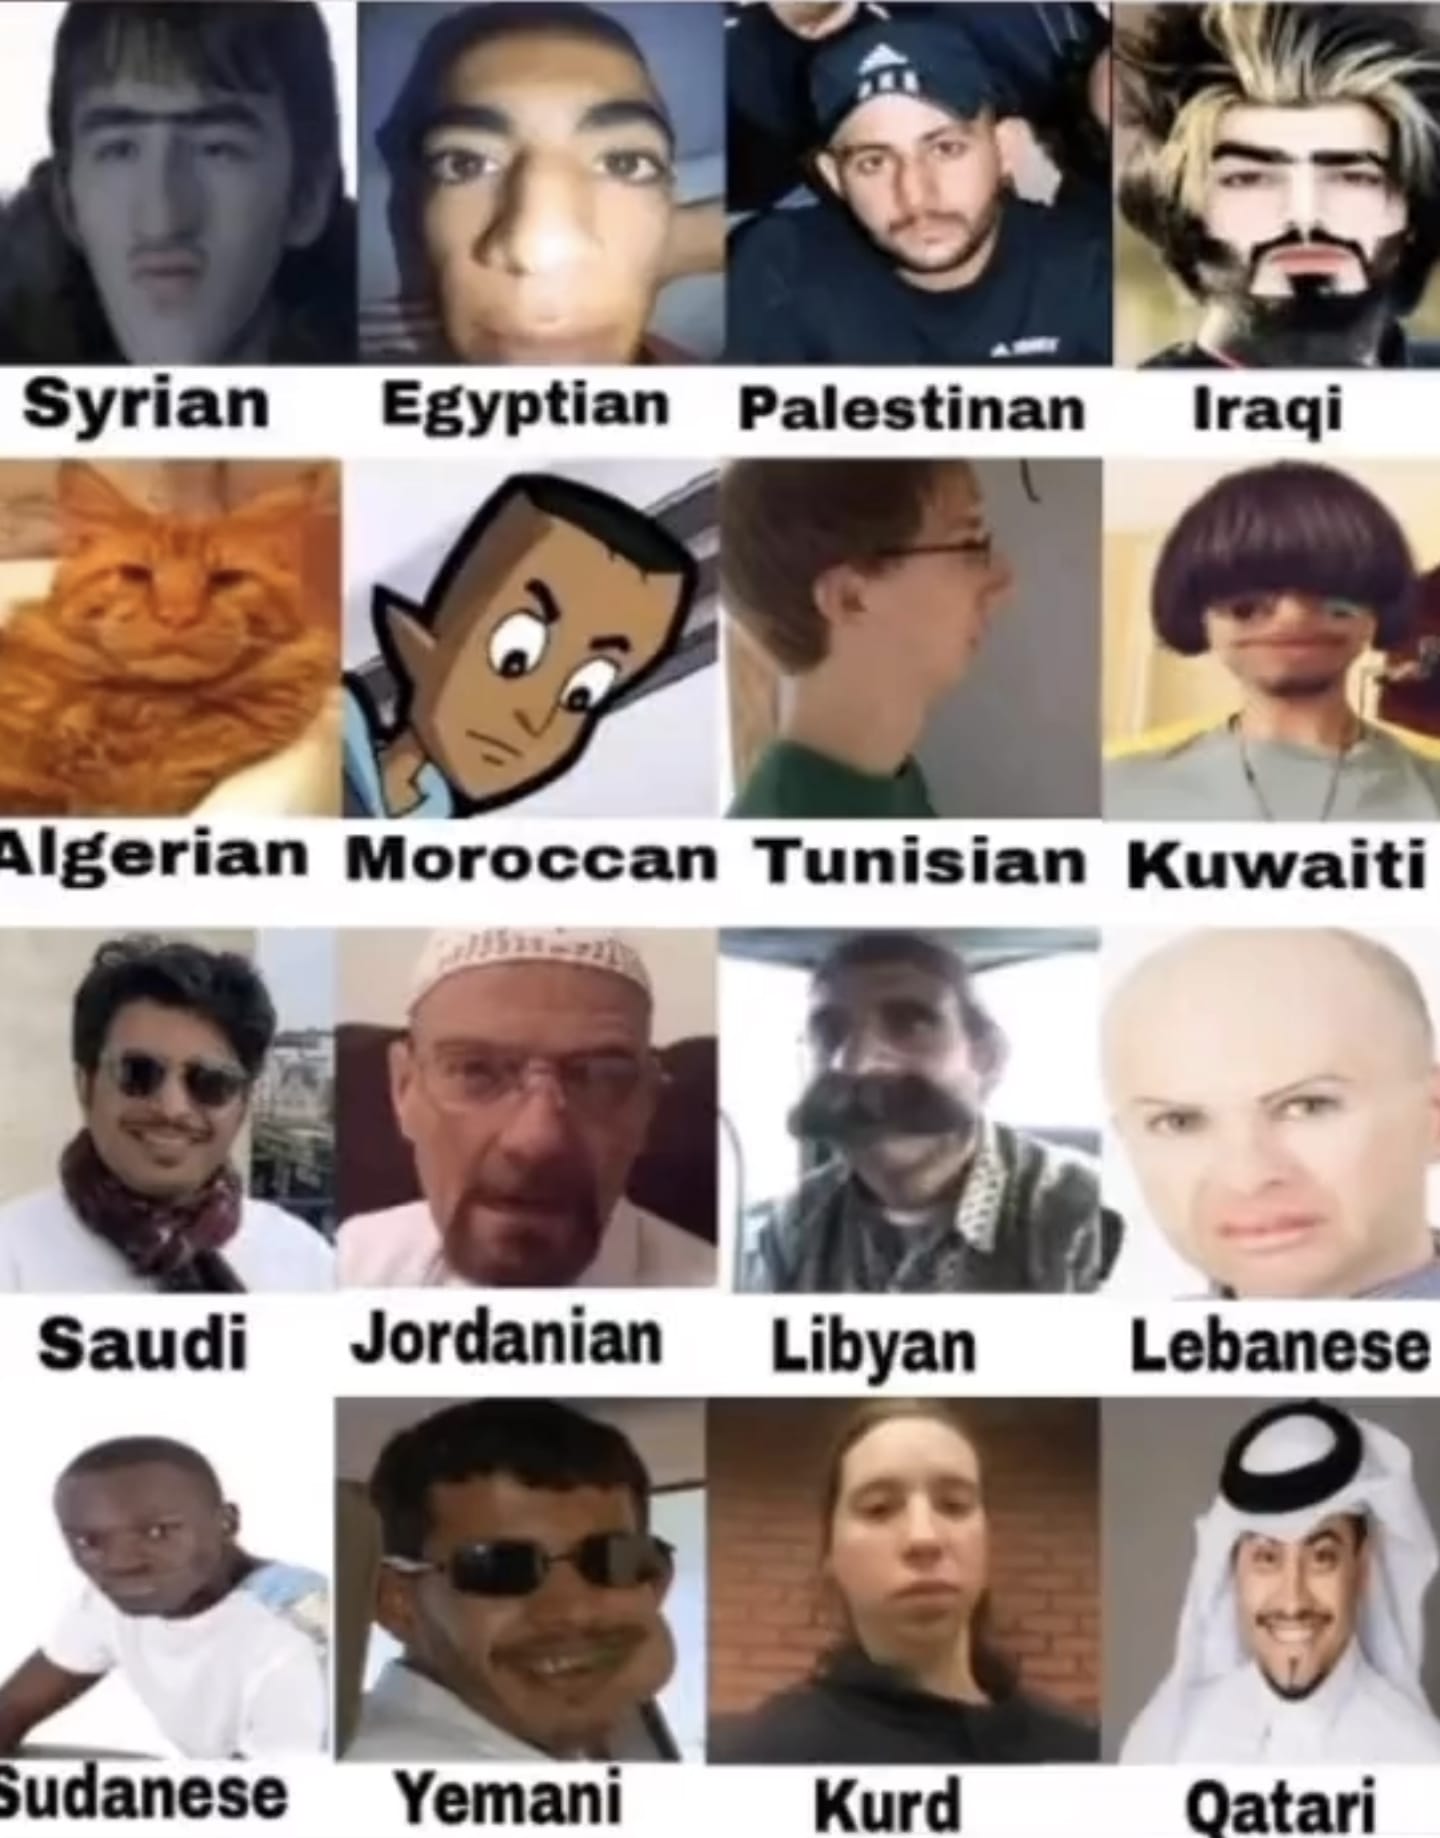 Syrian Egyptian Palestinan Iraqi
Algerian Moroccan Tunisian Kuwaiti
Saudi Jordanian Libyan Lebanese
Sudanese Yemani Kurd Qatari